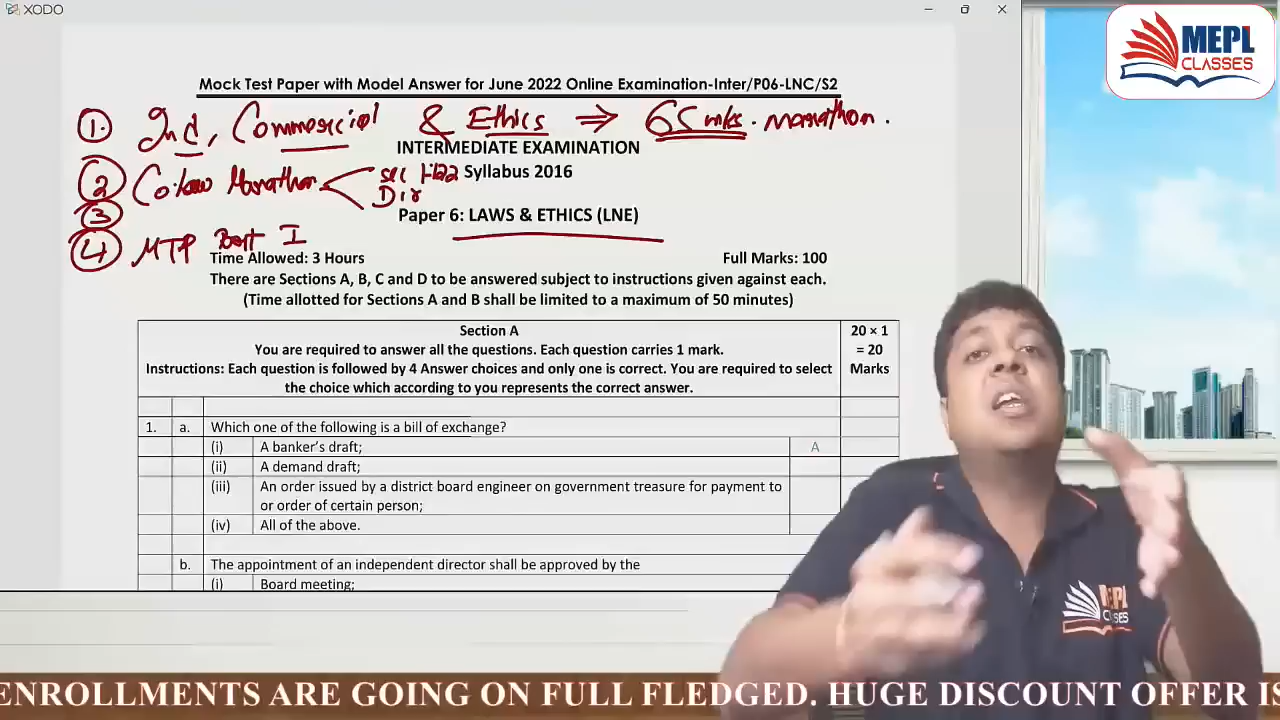 XODO
MEPL
CLASSES
Mock Test Paper with Model Answer for June 2022 Online Examination-Inter/P06-LNC/S2
1. Ind, Commercial & Ethics ⇒ 65 mks. marathon.
INTERMEDIATE EXAMINATION
2 Co. Law Marathon
Dir
Syllabus 2016
3
Paper 6: LAWS & ETHICS (LNE)
4 MTP Part I
Time Allowed: 3 Hours Full Marks: 100
There are Sections A, B, C and D to be answered subject to instructions given against each.
(Time allotted for Sections A and B shall be limited to a maximum of 50 minutes)
Section A 20 × 1
You are required to answer all the questions. Each question carries 1 mark. = 20
Instructions: Each question is followed by 4 Answer choices and only one is correct. You are required to select Marks
the choice which according to you represents the correct answer.
1. a. Which one of the following is a bill of exchange?
(i) A banker's draft; A
(ii) A demand draft;
(iii) An order issued by a district board engineer on government treasure for payment to
or order of certain person;
(iv) All of the above.
b. The appointment of an independent director shall be approved by the
(i) Board meeting;
MEPL
CLASSES
ENROLLMENTS ARE GOING ON FULL FLEDGED. HUGE DISCOUNT OFFER IS